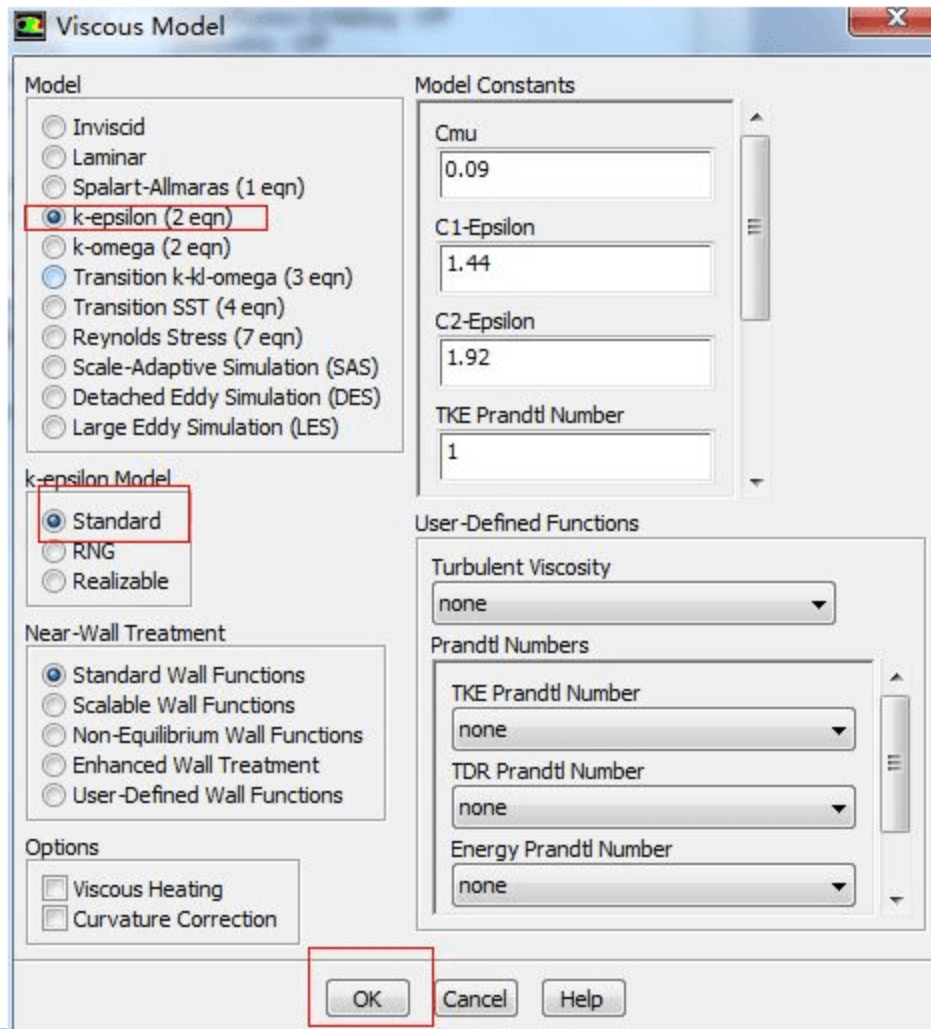 Viscous Model
Model
Inviscid
Laminar
Spalart-Allmaras (1 eqn)
k-epsilon (2 eqn)
k-omega (2 eqn)
Transition k-kl-omega (3 eqn)
Transition SST (4 eqn)
Reynolds Stress (7 eqn)
Scale-Adaptive Simulation (SAS)
Detached Eddy Simulation (DES)
Large Eddy Simulation (LES)
k-epsilon Model
Standard
RNG
Realizable
Near-Wall Treatment
Standard Wall Functions
Scalable Wall Functions
Non-Equilibrium Wall Functions
Enhanced Wall Treatment
User-Defined Wall Functions
Options
Viscous Heating
Curvature Correction
Model Constants
Cmu
0.09
C1-Epsilon
1.44
C2-Epsilon
1.92
TKE Prandtl Number
1
User-Defined Functions
Turbulent Viscosity
none
Prandtl Numbers
TKE Prandtl Number
none
TDR Prandtl Number
none
Energy Prandtl Number
none
OK
Cancel
Help